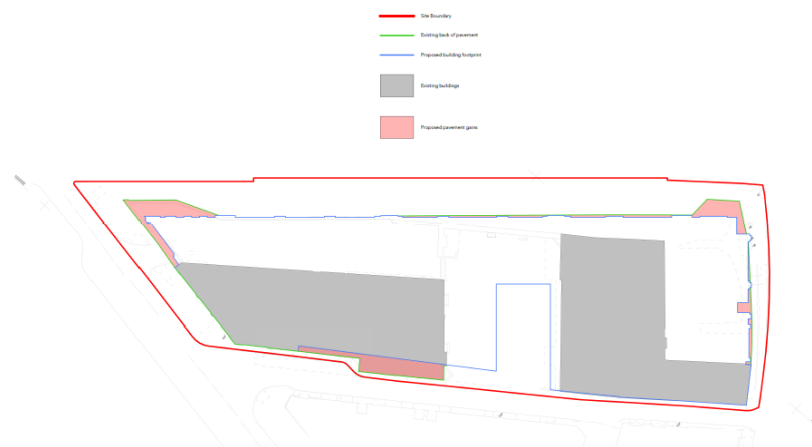 Site Boundary
Existing back of pavement
Proposed building footprint
Existing buildings
Proposed pavement gains